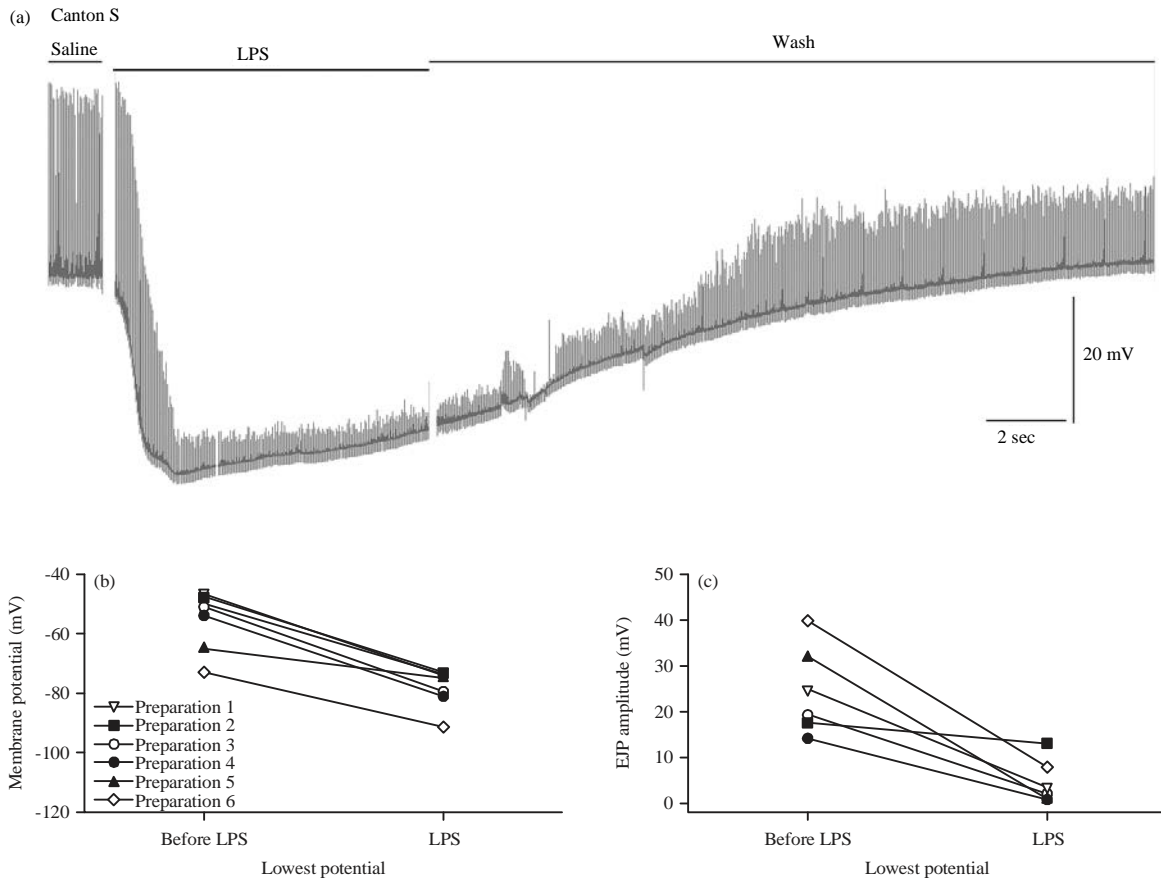 (a) Canton S
Saline
LPS
Wash
20 mV
2 sec
(b)
Membrane potential (mV)
-40
-60
-80
-100
-120
Preparation 1
Preparation 2
Preparation 3
Preparation 4
Preparation 5
Preparation 6
Before LPS
LPS
Lowest potential
(c)
EJP amplitude (mV)
50
40
30
20
10
0
Before LPS
LPS
Lowest potential